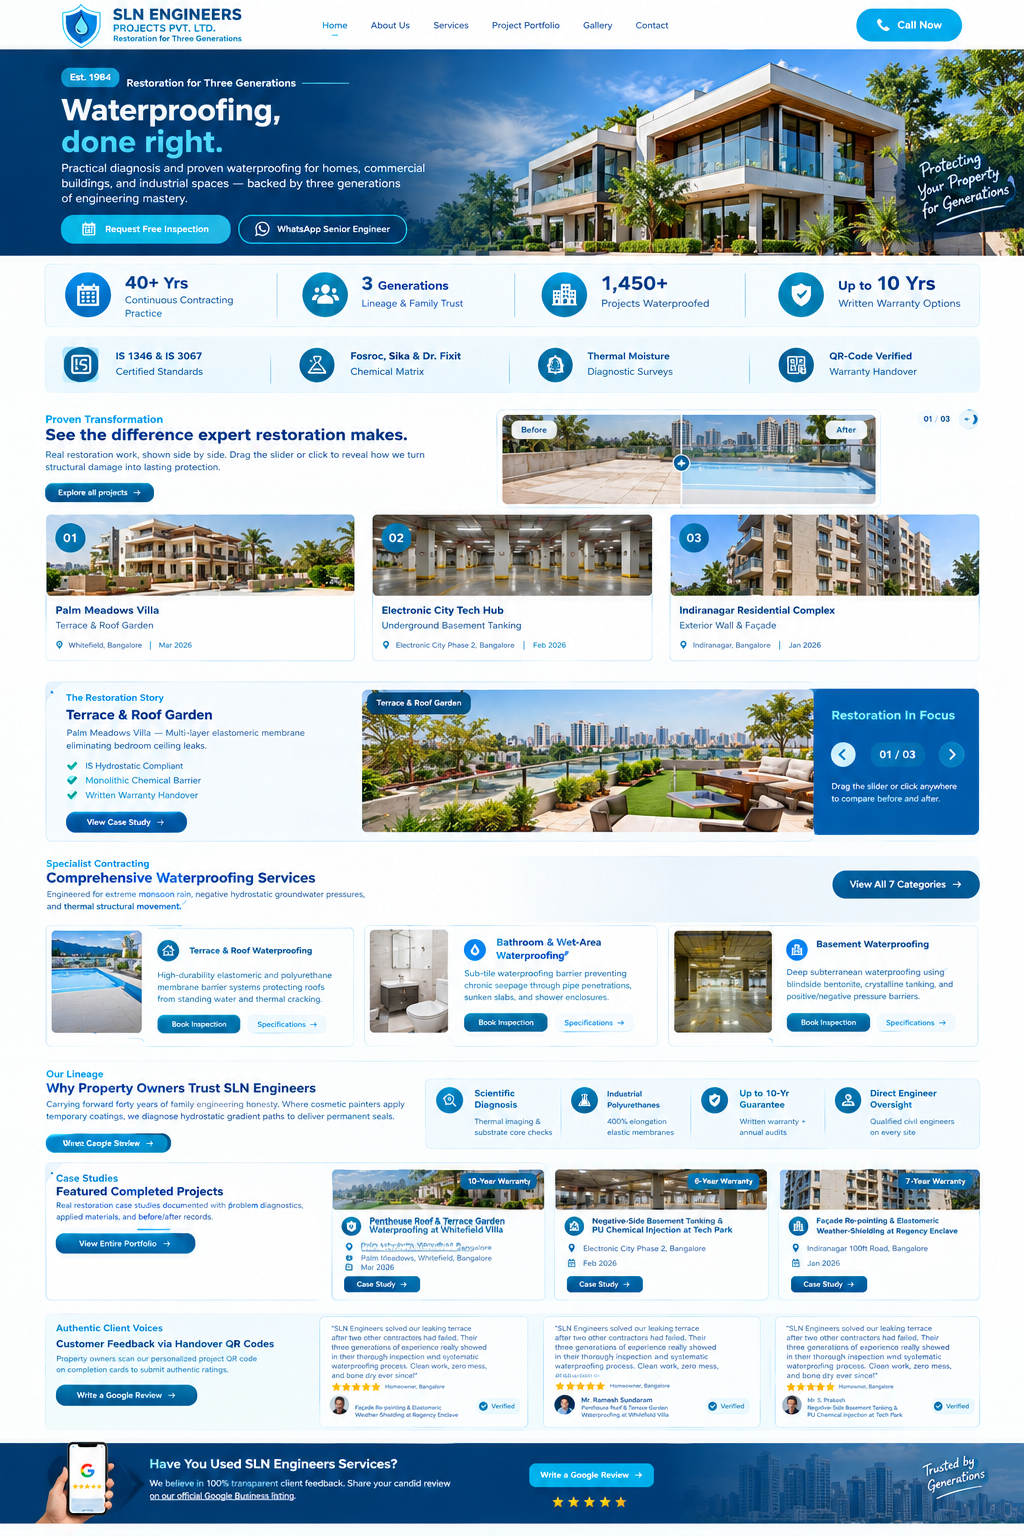 SLN ENGINEERS
PROJECTS PVT. LTD.
Restoration for Three Generations
Home
About Us
Services
Project Portfolio
Gallery
Contact
Call Now
Est. 1984
Restoration for Three Generations
Waterproofing,
done right.
Practical diagnosis and proven waterproofing for homes, commercial
buildings, and industrial spaces — backed by three generations
of engineering mastery.
Request Free Inspection
WhatsApp Senior Engineer
Protecting
Your Property
for Generations
40+ Yrs
Continuous Contracting
Practice
3 Generations
Lineage & Family Trust
1,450+
Projects Waterproofed
Up to 10 Yrs
Written Warranty Options
IS 1346 & IS 3067
Certified Standards
Fosroc, Sika & Dr. Fixit
Chemical Matrix
Thermal Moisture
Diagnostic Surveys
QR-Code Verified
Warranty Handover
Proven Transformation
See the difference expert restoration makes.
Real restoration work, shown side by side. Drag the slider or click to reveal how we turn
structural damage into lasting protection.
Explore all projects →
Before
After
01 / 03
01
Palm Meadows Villa
Terrace & Roof Garden
Whitefield, Bangalore | Mar 2026
02
Electronic City Tech Hub
Underground Basement Tanking
Electronic City Phase 2, Bangalore | Feb 2026
03
Indiranagar Residential Complex
Exterior Wall & Façade
Indiranagar, Bangalore | Jan 2026
The Restoration Story
Terrace & Roof Garden
Palm Meadows Villa — Multi-layer elastomeric membrane
eliminating bedroom ceiling leaks.
IS Hydrostatic Compliant
Monolithic Chemical Barrier
Written Warranty Handover
View Case Study →
Terrace & Roof Garden
Restoration In Focus
01 / 03
Drag the slider or click anywhere
to compare before and after.
Specialist Contracting
Comprehensive Waterproofing Services
Engineered for extreme monsoon rain, negative hydrostatic groundwater pressures,
and thermal structural movement.
View All 7 Categories →
Terrace & Roof Waterproofing
High-durability elastomeric and polyurethane
membrane barrier systems protecting roofs
from standing water and thermal cracking.
Book Inspection
Specifications →
Bathroom & Wet-Area
Waterproofing
Sub-tile waterproofing barrier preventing
chronic seepage through pipe penetrations,
sunken slabs, and shower enclosures.
Book Inspection
Specifications →
Basement Waterproofing
Deep subterranean waterproofing using
blindside bentonite, crystalline tanking, and
positive/negative pressure barriers.
Book Inspection
Specifications →
Our Lineage
Why Property Owners Trust SLN Engineers
Carrying forward forty years of family engineering honesty. Where cosmetic painters apply
temporary coatings, we diagnose hydrostatic gradient paths to deliver permanent seals.
Scientific
Diagnosis
Thermal imaging &
substrate core checks
Industrial
Polyurethanes
400% elongation
elastic membranes
Up to 10-Yr
Guarantee
Written warranty +
annual audits
Direct Engineer
Oversight
Qualified civil engineers
on every site
Case Studies
Featured Completed Projects
Real restoration case studies documented with problem diagnostics,
applied materials, and before/after records.
View Entire Portfolio →
10-Year Warranty
Penthouse Roof & Terrace Garden
Waterproofing at Whitefield Villa
Bangalore
Palm Meadows, Whitefield, Bangalore
Mar 2026
Case Study →
6-Year Warranty
Negative-Side Basement Tanking &
PU Chemical Injection at Tech Park
Electronic City Phase 2, Bangalore
Feb 2026
Case Study →
7-Year Warranty
Façade Re-pointing & Elastomeric
Weather-Shielding at Regency Enclave
Indiranagar 100ft Road, Bangalore
Jan 2026
Case Study →
Authentic Client Voices
Customer Feedback via Handover QR Codes
Property owners scan our personalized project QR code
on completion cards to submit authentic ratings.
Write a Google Review →
"SLN Engineers solved our leaking terrace
after two other contractors had failed. Their
three generations of experience really showed
in their thorough inspection and systematic
waterproofing process. Clean work, zero mess,
and bone dry ever since!"
Homeowner, Bangalore
Façade Re-pointing & Elastomeric
Weather Shielding at Regency Enclave
Verified
"SLN Engineers solved our leaking terrace
after two other contractors had failed. Their
three generations of experience really showed
in their thorough inspection and systematic
waterproofing process. Clean work, zero mess,
Homeowner, Bangalore
Mr. Ramesh Sundaram
Penthouse Roof & Terrace Garden
Waterproofing at Whitefield Villa
Verified
"SLN Engineers solved our leaking terrace
after two other contractors had failed. Their
three generations of experience really showed
in their thorough inspection and systematic
waterproofing process. Clean work, zero mess,
and bone dry ever since!"
Homeowner, Bangalore
Mr S. Prakash
Negative-Side Basement Tanking &
PU Chemical Injection at Tech Park
Verified
G
Have You Used SLN Engineers Services?
We believe in 100% transparent client feedback. Share your candid review
on our official Google Business listing.
Write a Google Review →
Trusted by
Generations